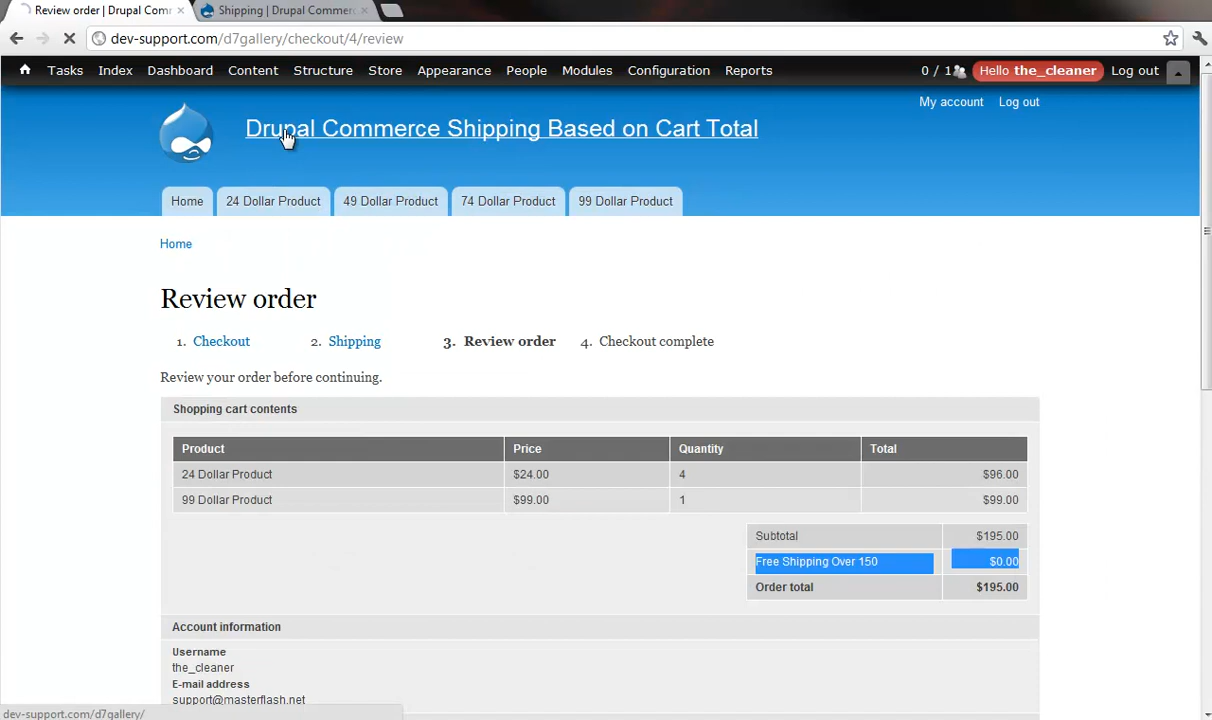 Review order | Drupal Com
Shipping | Drupal Commer
dev-support.com/d7gallery/checkout/4/review
Tasks Index Dashboard Content Structure Store Appearance People Modules Configuration Reports 0 / 1 Hello the_cleaner Log out
My account Log out
Drupal Commerce Shipping Based on Cart Total
Home 24 Dollar Product 49 Dollar Product 74 Dollar Product 99 Dollar Product
Home
Review order
1. Checkout 2. Shipping 3. Review order 4. Checkout complete
Review your order before continuing.
Shopping cart contents
Product Price Quantity Total
24 Dollar Product $24.00 4 $96.00
99 Dollar Product $99.00 1 $99.00
Subtotal $195.00
Free Shipping Over 150 $0.00
Order total $195.00
Account information
Username
the_cleaner
E-mail address
support@masterflash.net
dev-support.com/d7gallery/